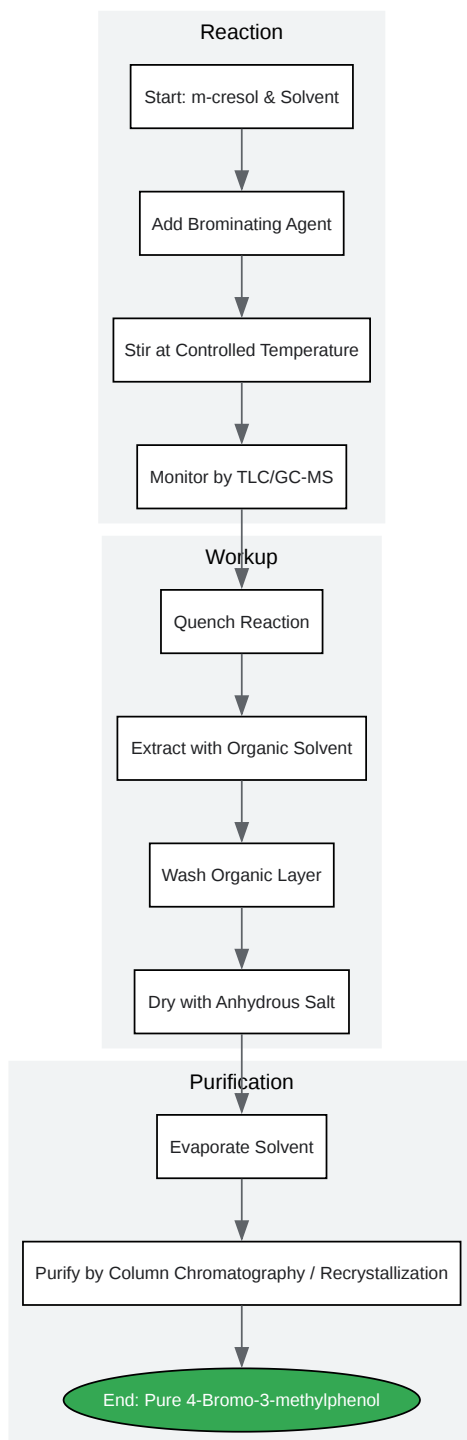 Reaction
Start: m-cresol & Solvent
Add Brominating Agent
Stir at Controlled Temperature
Monitor by TLC/GC-MS
Workup
Quench Reaction
Extract with Organic Solvent
Wash Organic Layer
Dry with Anhydrous Salt
Purification
Evaporate Solvent
Purify by Column Chromatography / Recrystallization
End: Pure 4-Bromo-3-methylphenol